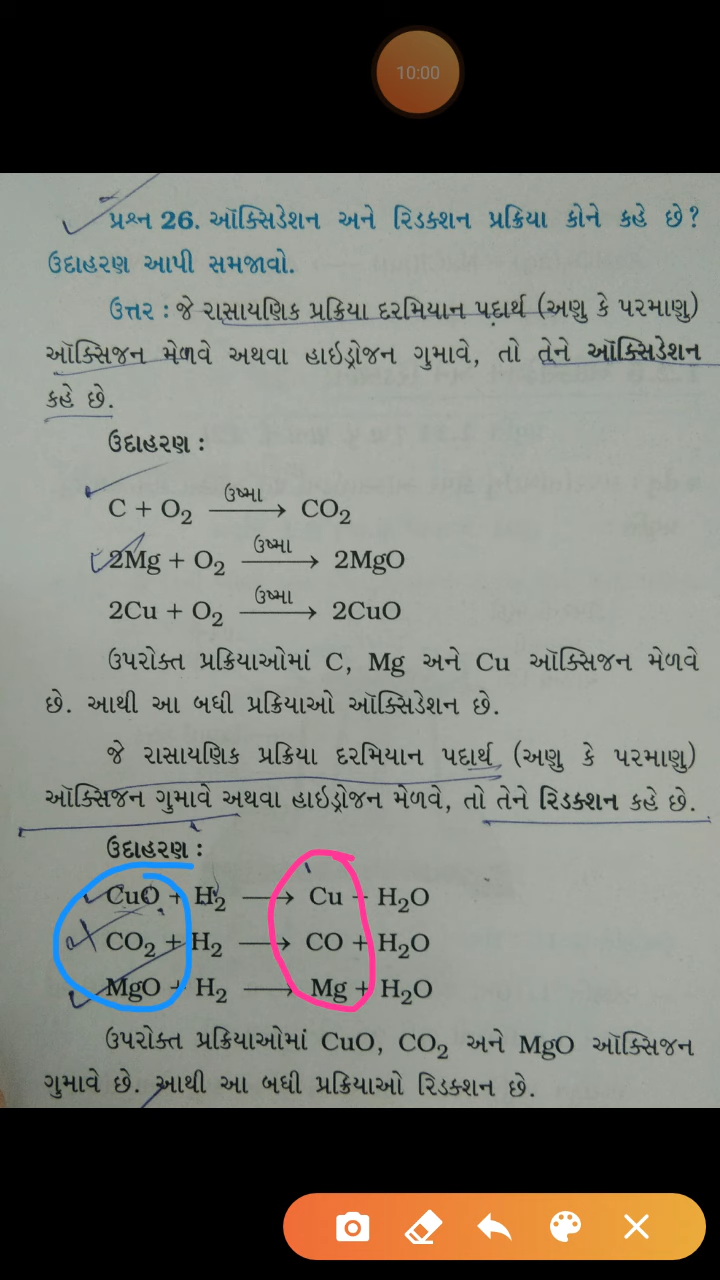 10:00
પ્રશ્ન 26. ઑક્સિડેશન અને રિડક્શન પ્રક્રિયા કોને કહે છે?
ઉદાહરણ આપી સમજાવો.
ઉત્તર : જે રાસાયણિક પ્રક્રિયા દરમિયાન પદાર્થ (અણુ કે પરમાણુ)
ઑક્સિજન મેળવે અથવા હાઇડ્રોજન ગુમાવે, તો તેને ઑક્સિડેશન
કહે છે.
ઉદાહરણ :
C + O₂ —ઉષ્મા→ CO₂
2Mg + O₂ —ઉષ્મા→ 2MgO
2Cu + O₂ —ઉષ્મા→ 2CuO
ઉપરોક્ત પ્રક્રિયાઓમાં C, Mg અને Cu ઑક્સિજન મેળવે
છે. આથી આ બધી પ્રક્રિયાઓ ઑક્સિડેશન છે.
જે રાસાયણિક પ્રક્રિયા દરમિયાન પદાર્થ (અણુ કે પરમાણુ)
ઑક્સિજન ગુમાવે અથવા હાઇડ્રોજન મેળવે, તો તેને રિડક્શન કહે છે.
ઉદાહરણ :
CuO + H₂ ⟶ Cu + H₂O
CO₂ + H₂ ⟶ CO + H₂O
MgO + H₂ ⟶ Mg + H₂O
ઉપરોક્ત પ્રક્રિયાઓમાં CuO, CO₂ અને MgO ઑક્સિજન
ગુમાવે છે. આથી આ બધી પ્રક્રિયાઓ રિડક્શન છે.